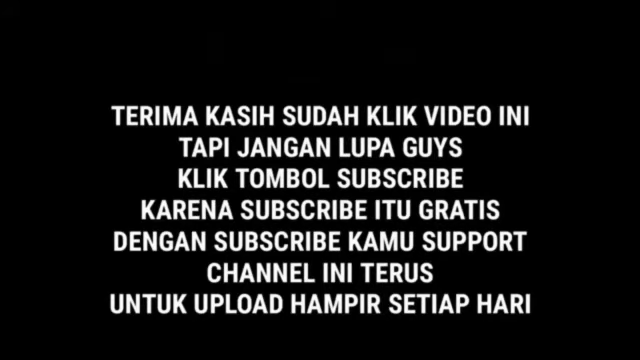 TERIMA KASIH SUDAH KLIK VIDEO INI
TAPI JANGAN LUPA GUYS
KLIK TOMBOL SUBSCRIBE
KARENA SUBSCRIBE ITU GRATIS
DENGAN SUBSCRIBE KAMU SUPPORT
CHANNEL INI TERUS
UNTUK UPLOAD HAMPIR SETIAP HARI